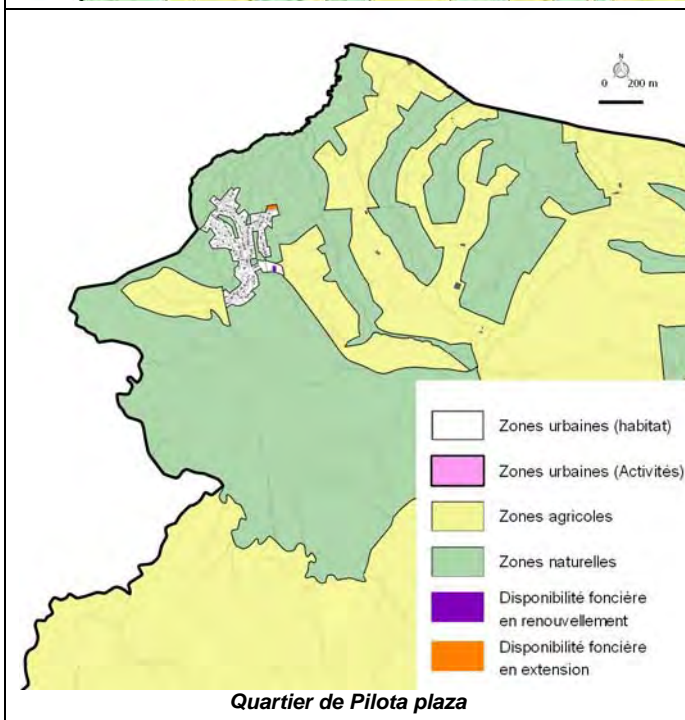 N
0 200 m
Zones urbaines (habitat)
Zones urbaines (Activités)
Zones agricoles
Zones naturelles
Disponibilité foncière
en renouvellement
Disponibilité foncière
en extension
Quartier de Pilota plaza